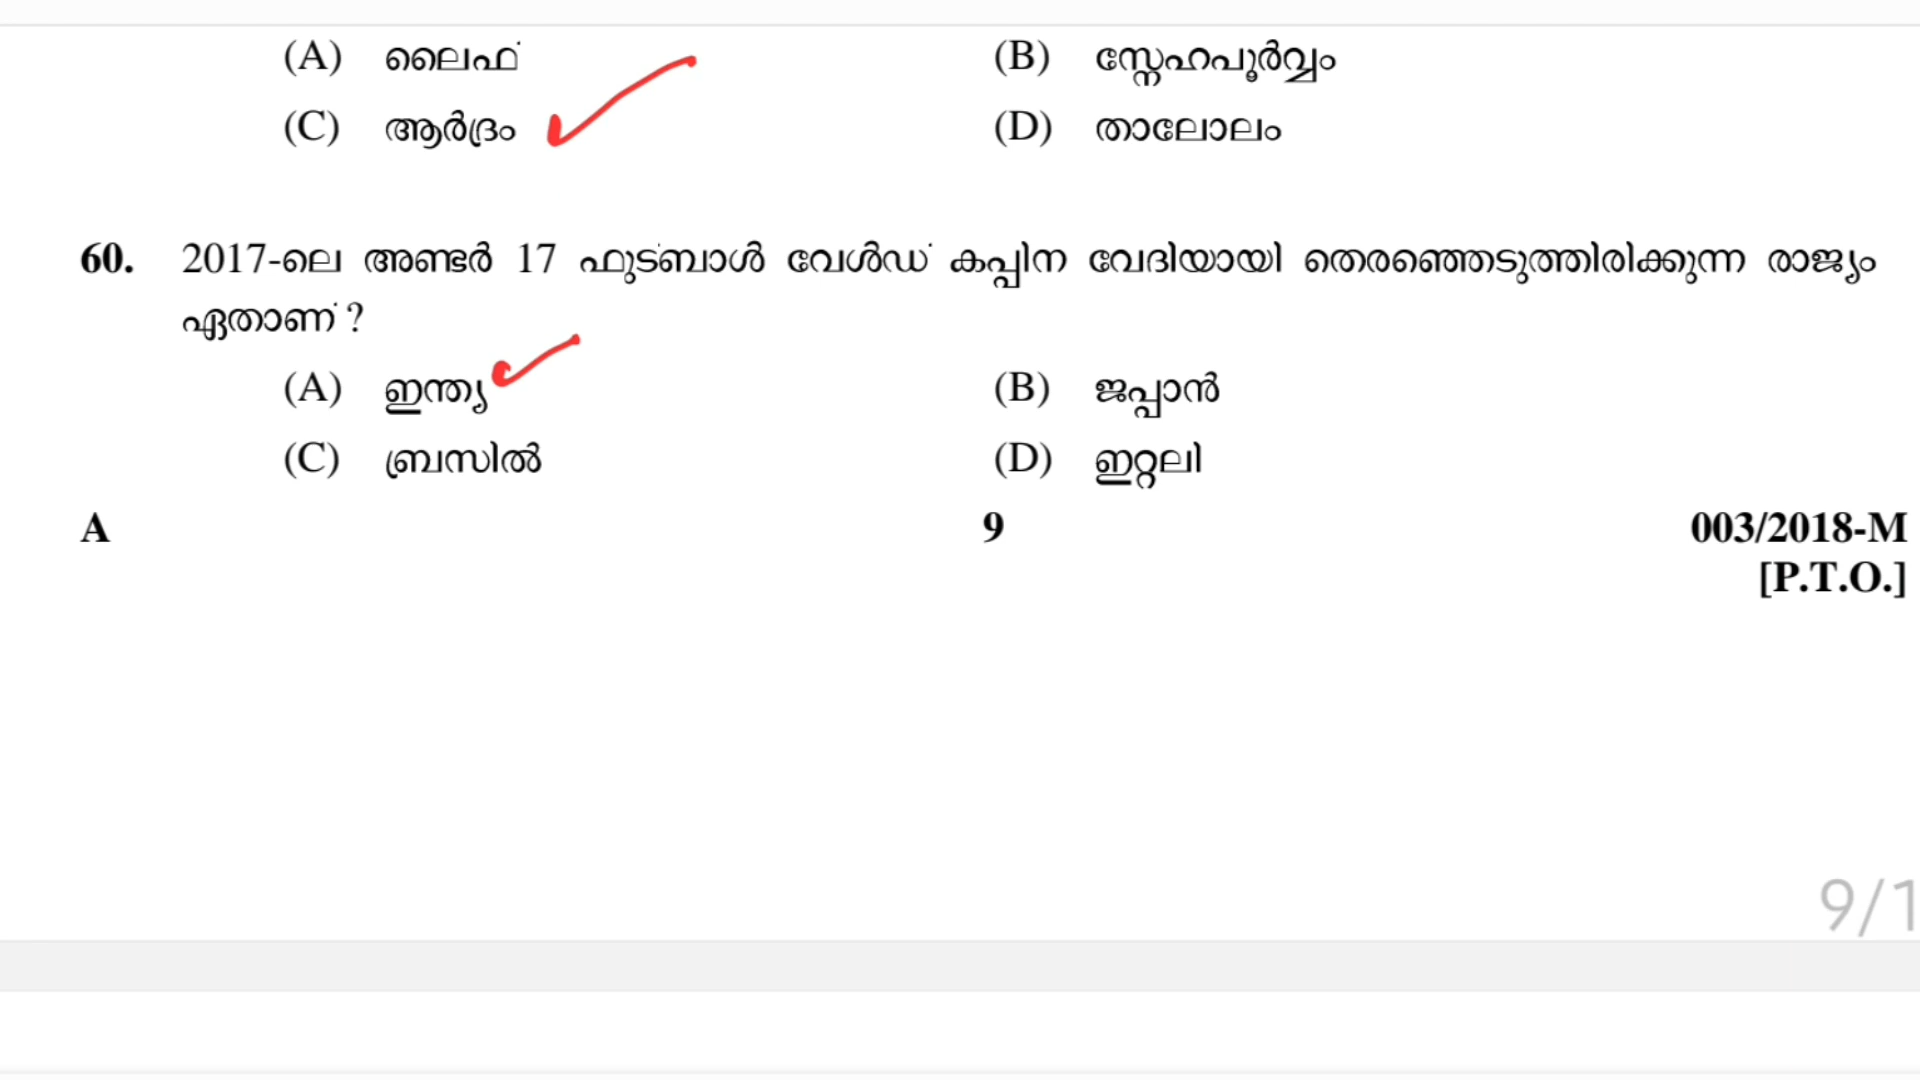 (A) ലൈഫ് (B) സ്നേഹപൂർവ്വം
(C) ആർദ്രം (D) താലോലം
60. 2017-ലെ അണ്ടർ 17 ഫുട്ബാൾ വേൾഡ് കപ്പിന വേദിയായി തെരഞ്ഞെടുത്തിരിക്കുന്ന രാജ്യം
ഏതാണ് ?
(A) ഇന്ത്യ (B) ജപ്പാൻ
(C) ബ്രസിൽ (D) ഇറ്റലി
A 9 003/2018-M
[P.T.O.]
9/1